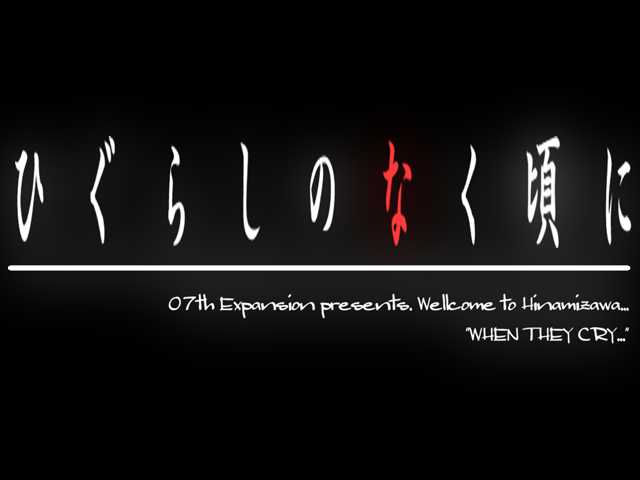 ひぐらしのなく頃に
07th Expansion presents. Wellcome to Hinamizawa...
"WHEN THEY CRY..."